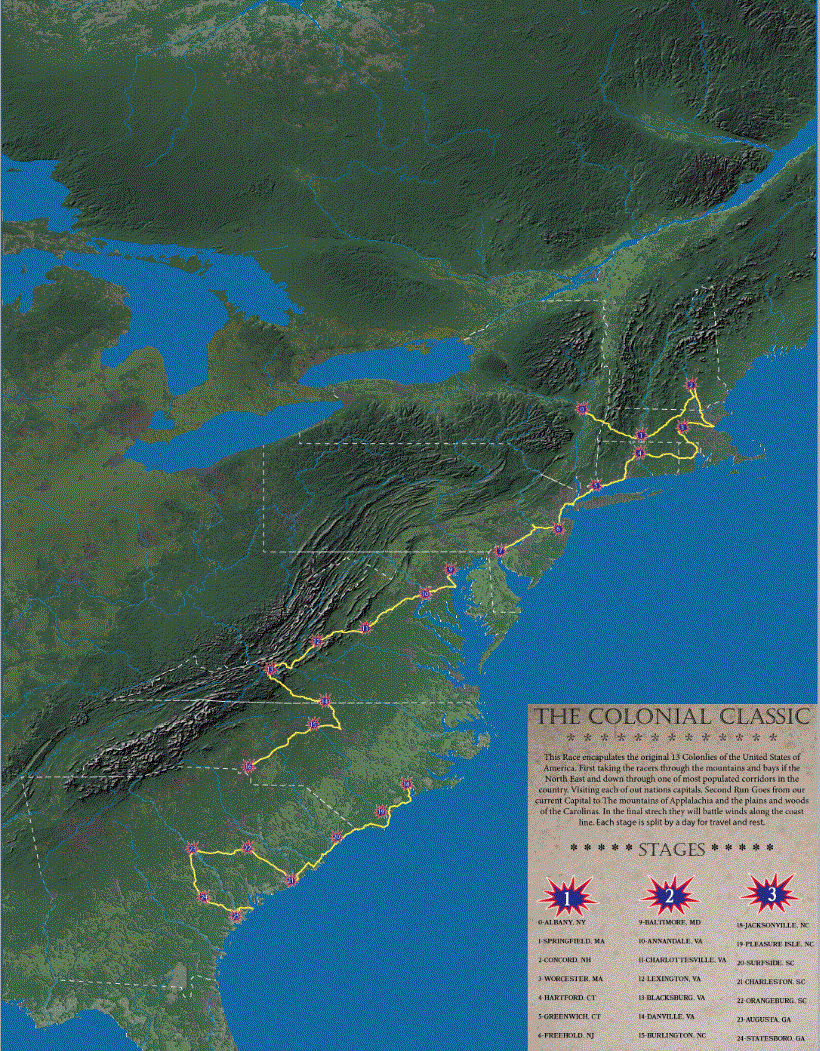 THE COLONIAL CLASSIC
* * * * * * * * * * * * *
This Race encapulates the original 13 Colonlies of the United States of
America. First taking the racers through the mountains and bays if the
North East and down through one of most populated corridors in the
country. Visiting each of out nations capitals. Second Run Goes from our
current Capital to The mountains of Applalachia and the plains and woods
of the Carolinas. In the final strech they will battle winds along the coast
line. Each stage is split by a day for travel and rest.
* * * * * STAGES * * * * *
1
2
3
0-ALBANY, NY
1-SPRINGFIELD, MA
2-CONCORD, NH
3-WORCESTER, MA
4-HARTFORD, CT
5-GREENWICH, CT
6-FREEHOLD, NJ
9-BALTIMORE, MD
10-ANNANDALE, VA
11-CHARLOTTESVILLE, VA
12-LEXINGTON, VA
13-BLACKSBURG, VA
14-DANVILLE, VA
15-BURLINGTON, NC
18-JACKSONVILLE, NC
19-PLEASURE ISLE, NC
20-SURFSIDE, SC
21-CHARLESTON, SC
22-ORANGEBURG, SC
23-AUGUSTA, GA
24-STATESBORO, GA